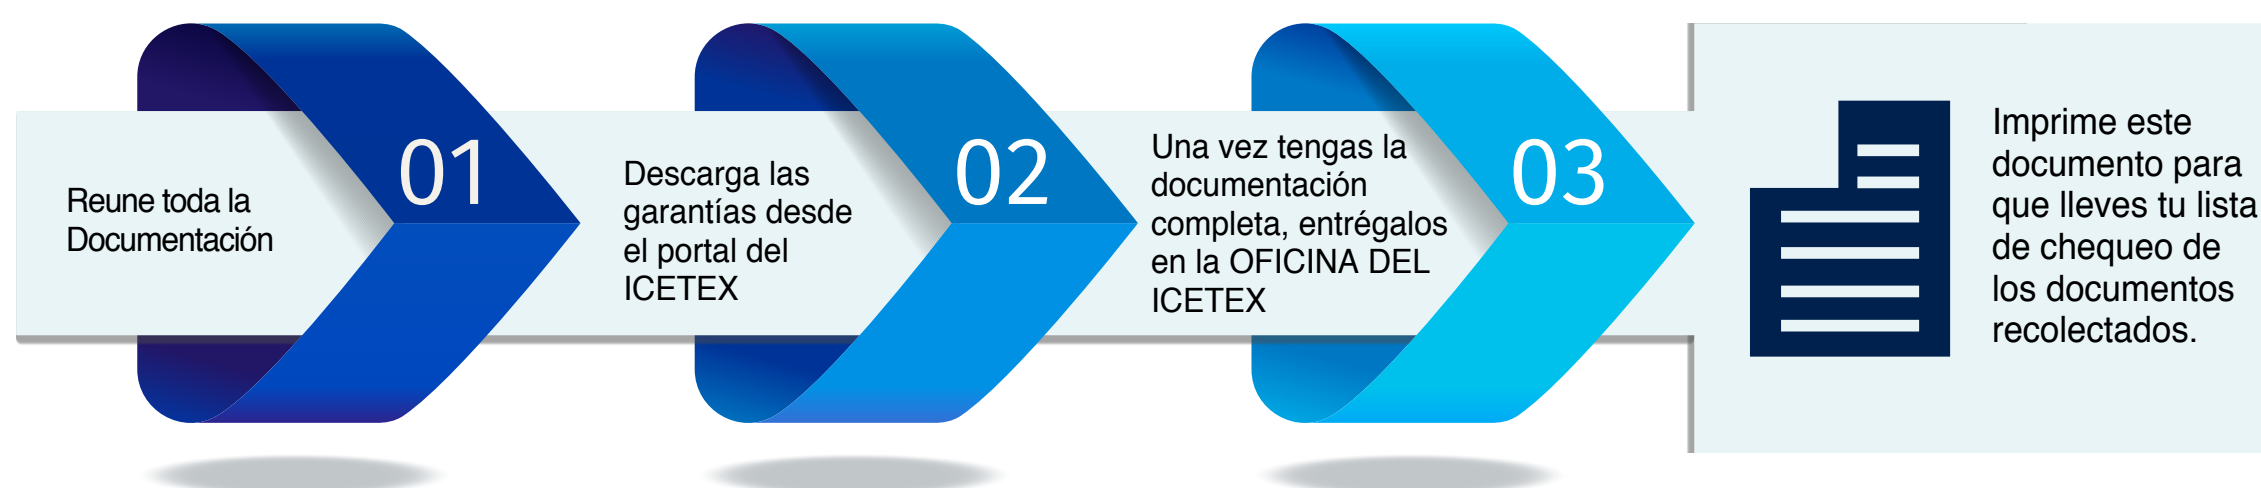 Reune toda la
Documentación
01
Descarga las
garantías desde
el portal del
ICETEX
02
Una vez tengas la
documentación
completa, entrégalos
en la OFICINA DEL
ICETEX
03
Imprime este
documento para
que lleves tu lista
de chequeo de
los documentos
recolectados.